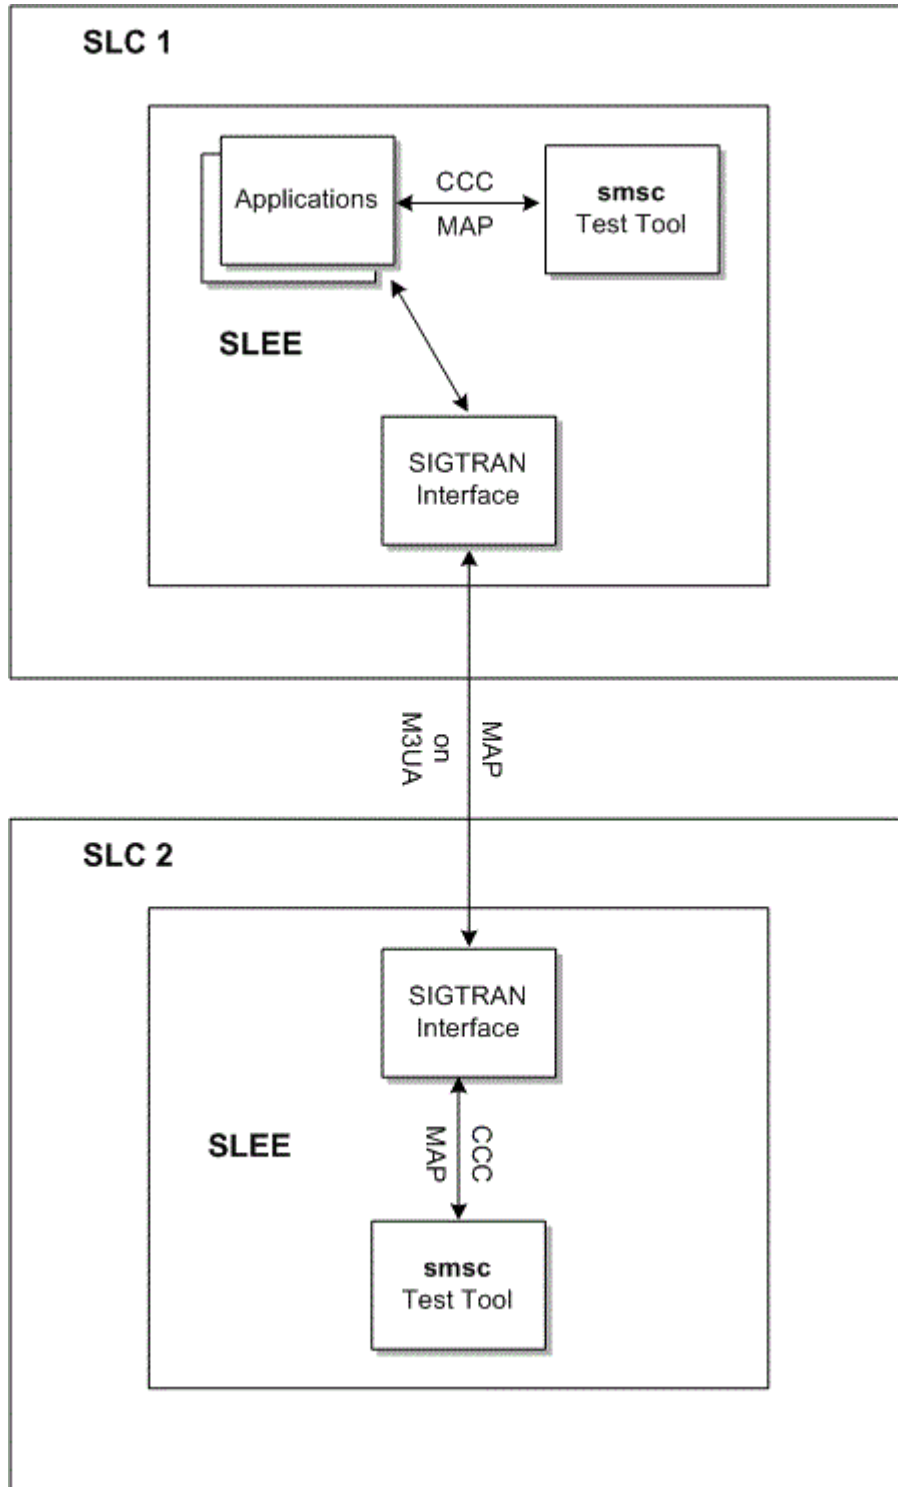 SLC 1
Applications
CCC
MAP
smsc
Test Tool
SLEE
SIGTRAN
Interface
MAP
on
M3UA
SLC 2
SIGTRAN
Interface
SLEE
CCC
MAP
smsc
Test Tool